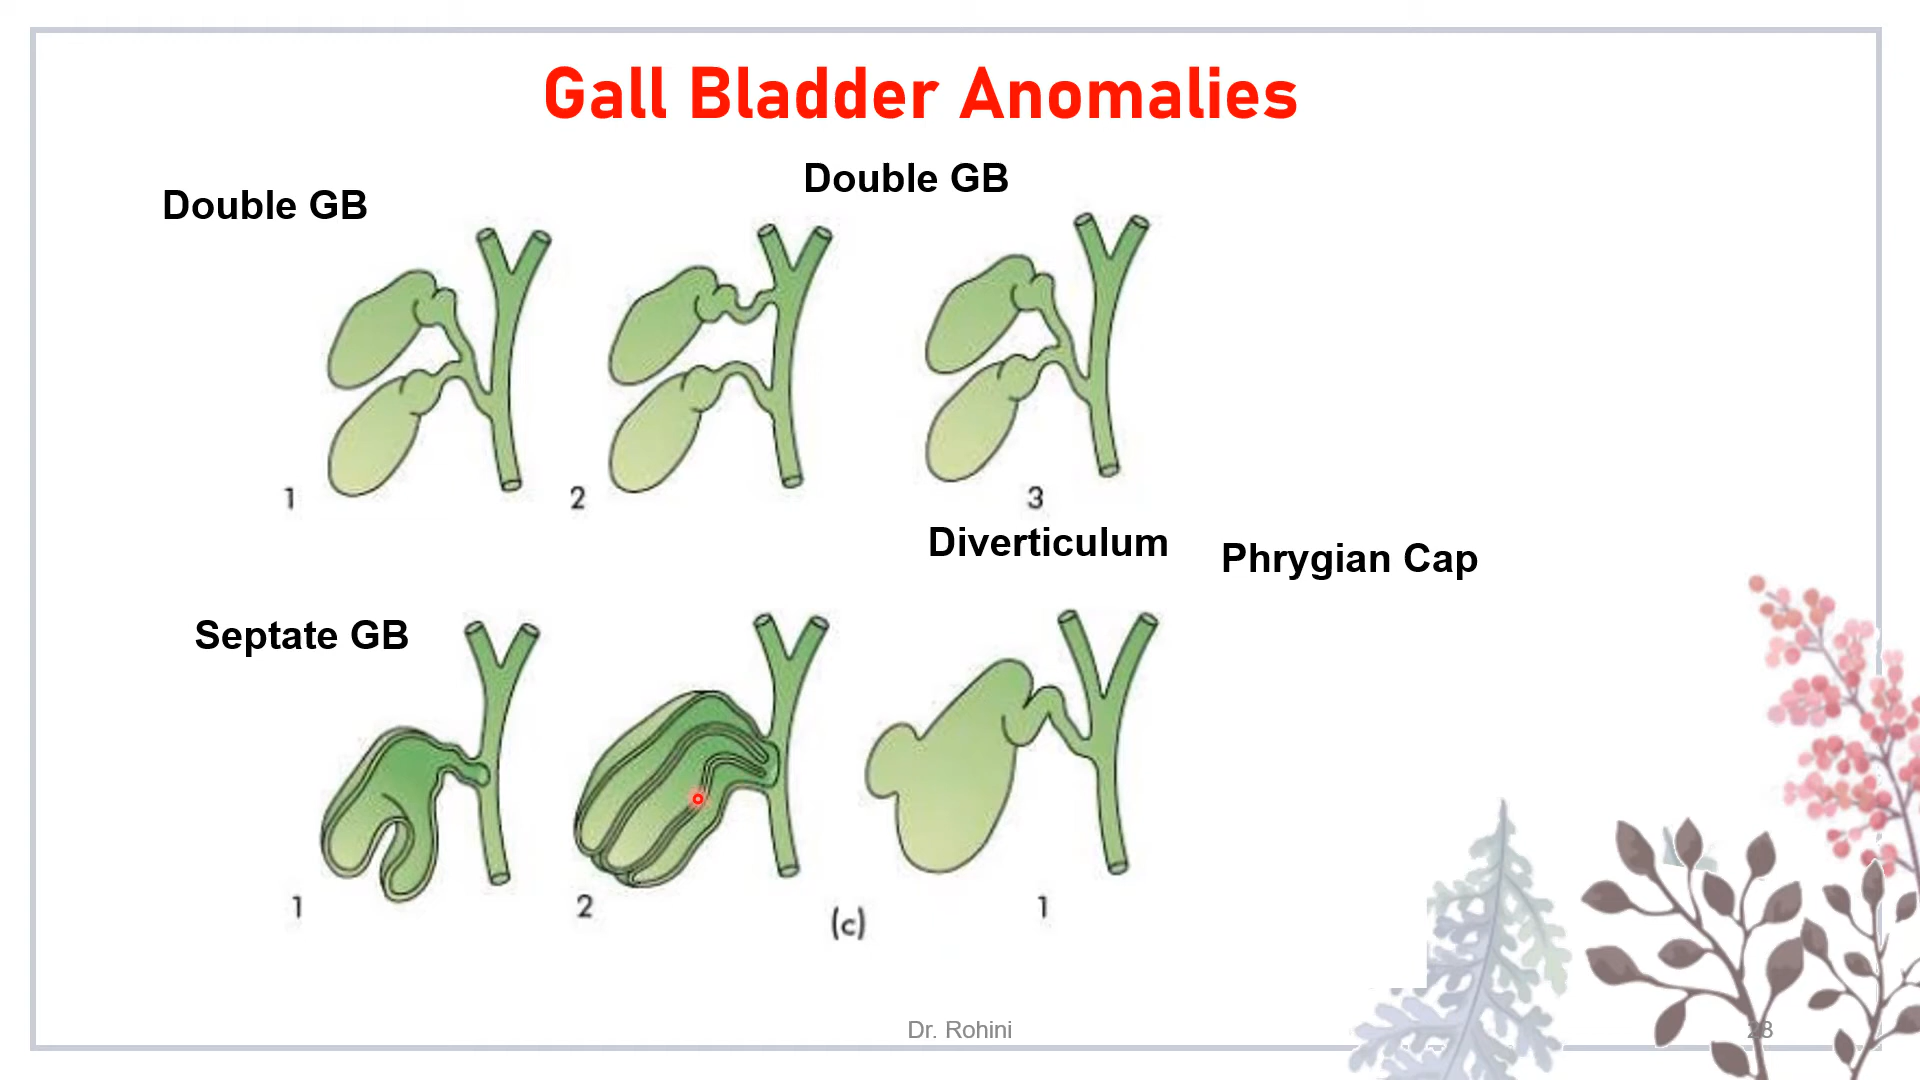 Gall Bladder Anomalies
Double GB
Double GB
1
2
3
Diverticulum
Phrygian Cap
Septate GB
1
2
(c)
1
Dr. Rohini
28